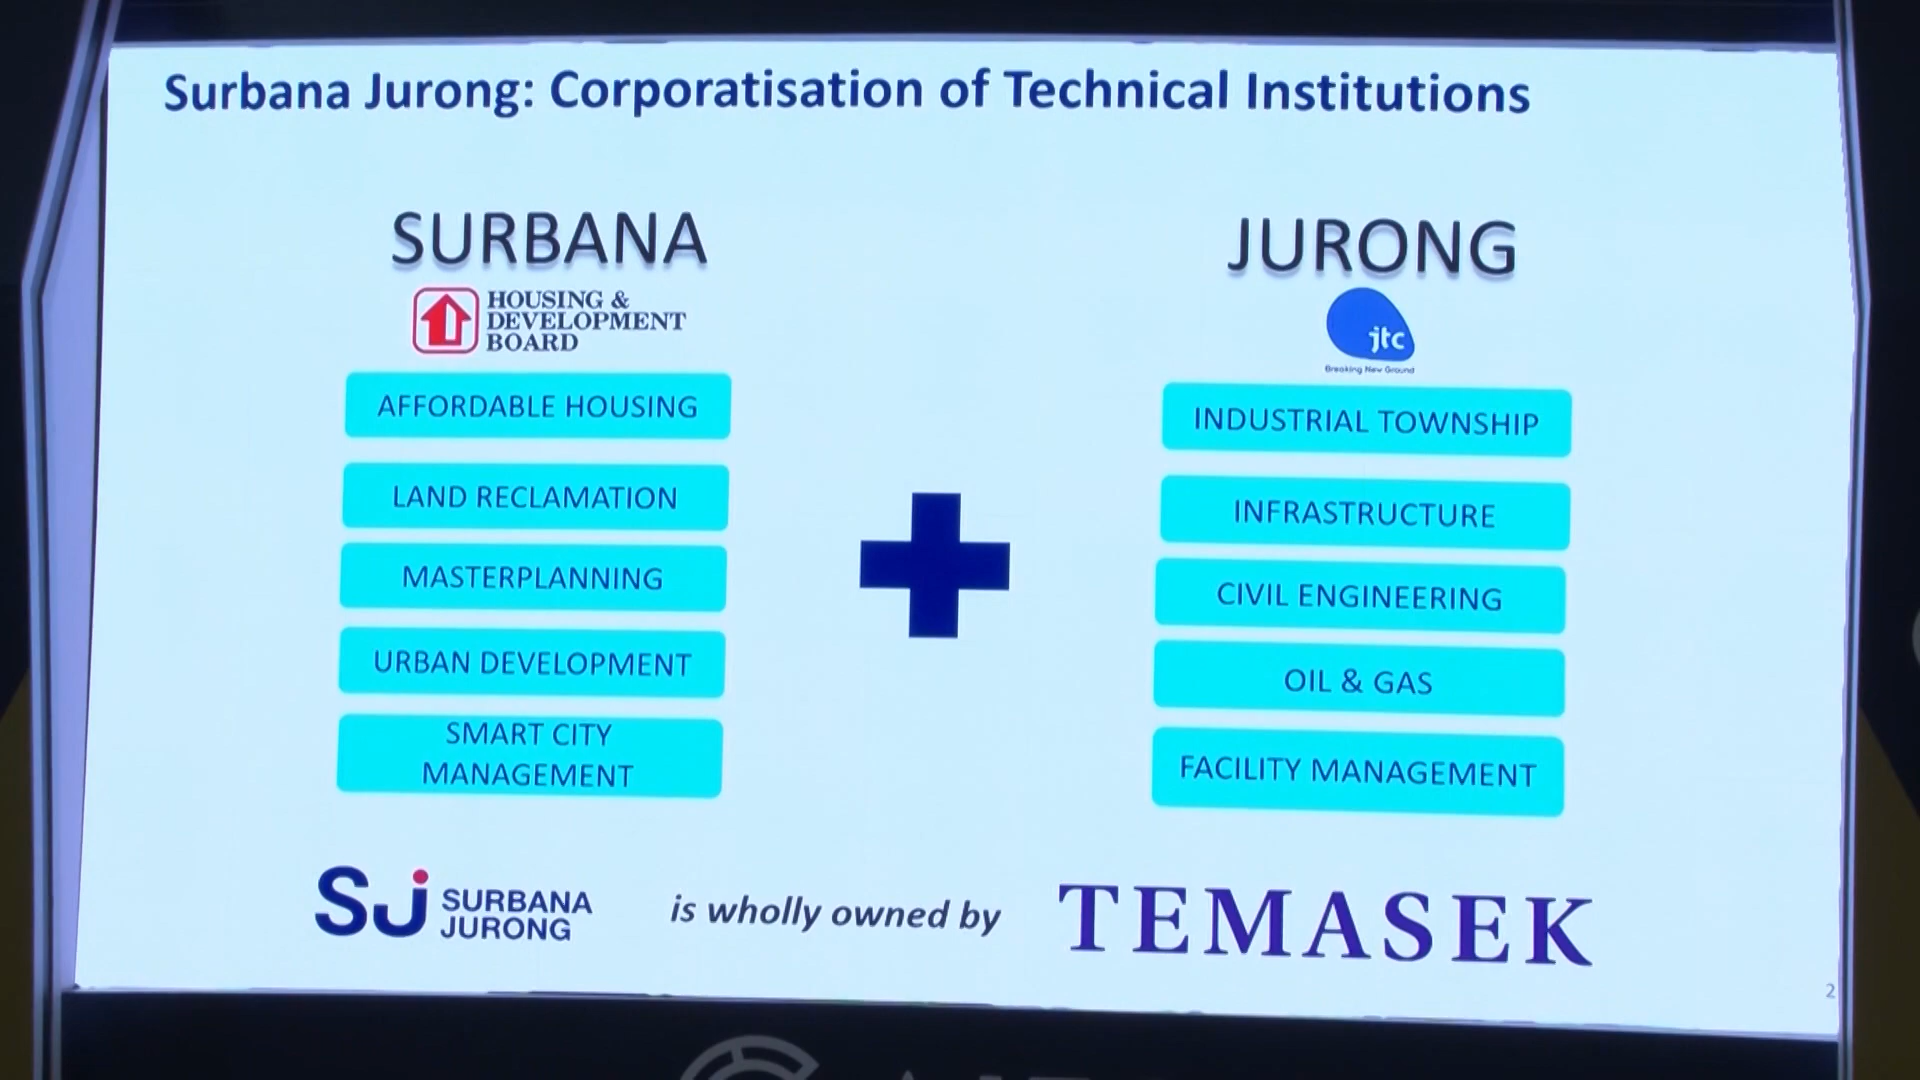 Surbana Jurong: Corporatisation of Technical Institutions
SURBANA
HOUSING &
DEVELOPMENT
BOARD
AFFORDABLE HOUSING
LAND RECLAMATION
MASTERPLANNING
URBAN DEVELOPMENT
SMART CITY
MANAGEMENT
JURONG
jtc
Breaking New Ground
INDUSTRIAL TOWNSHIP
INFRASTRUCTURE
CIVIL ENGINEERING
OIL & GAS
FACILITY MANAGEMENT
SJ SURBANA
JURONG
is wholly owned by
TEMASEK
2